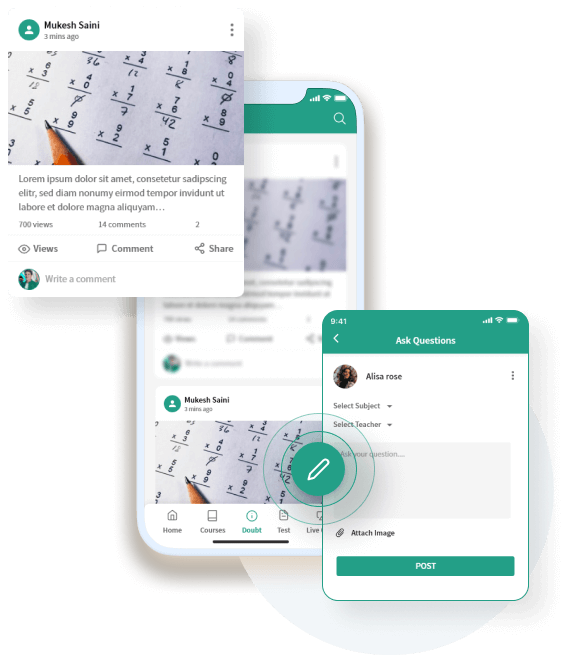 Mukesh Saini
3 mins ago
Lorem ipsum dolor sit amet, consetetur sadipscing
elitr, sed diam nonumy eirmod tempor invidunt ut
labore et dolore magna aliquyam...
700 views 14 comments 2
Views Comment Share
Write a comment
Mukesh Saini
3 mins ago
Home Courses Doubt Test Live
9:41
Ask Questions
Alisa rose
Select Subject
Select Teacher
Ask your question....
Attach Image
POST